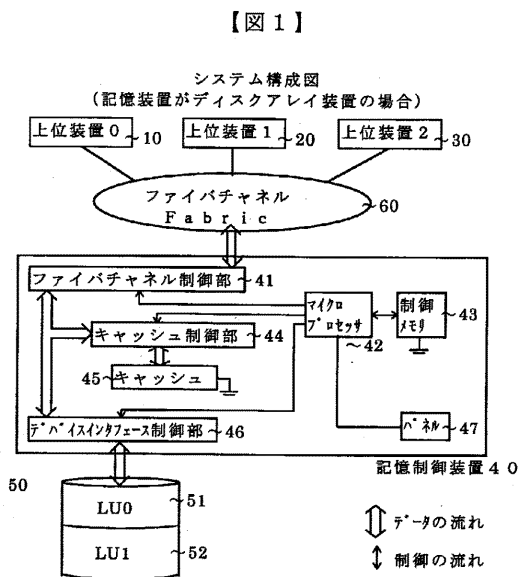 【図1】
システム構成図
(記憶装置がディスクアレイ装置の場合)
上位装置0
10
上位装置1
20
上位装置2
30
ファイバチャネル
Fabric
60
ファイバチャネル制御部
41
マイクロ
プロセッサ
42
制御
メモリ
43
キャッシュ制御部
44
45
キャッシュ
デバイスインタフェース制御部
46
パネル
47
記憶制御装置40
50
LU0
51
LU1
52
データの流れ
制御の流れ